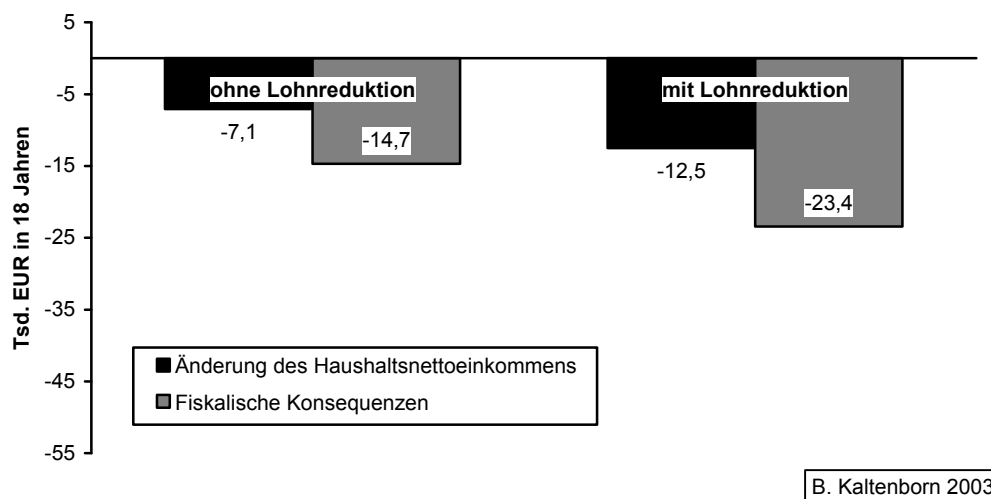 Tsd. EUR in 18 Jahren
5
-5
-15
-25
-35
-45
-55
ohne Lohnreduktion
mit Lohnreduktion
-7,1
-14,7
-12,5
-23,4
Änderung des Haushaltsnettoeinkommens
Fiskalische Konsequenzen
B. Kaltenborn 2003